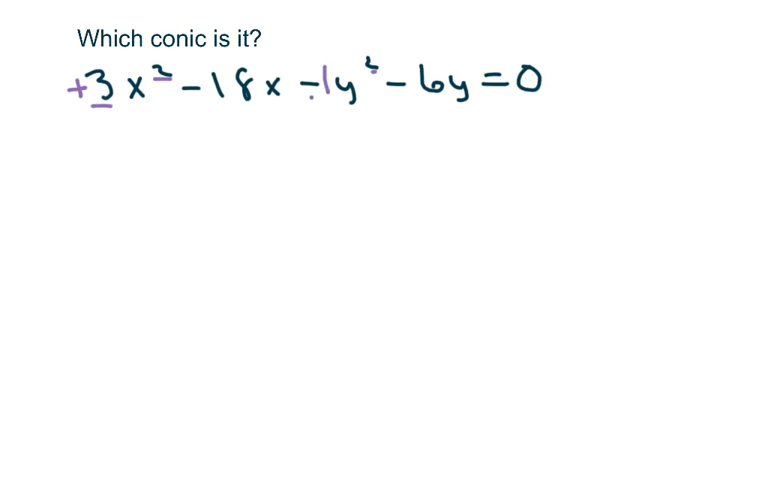 Which conic is it?
+3x² - 18x - 1y² - 6y = 0